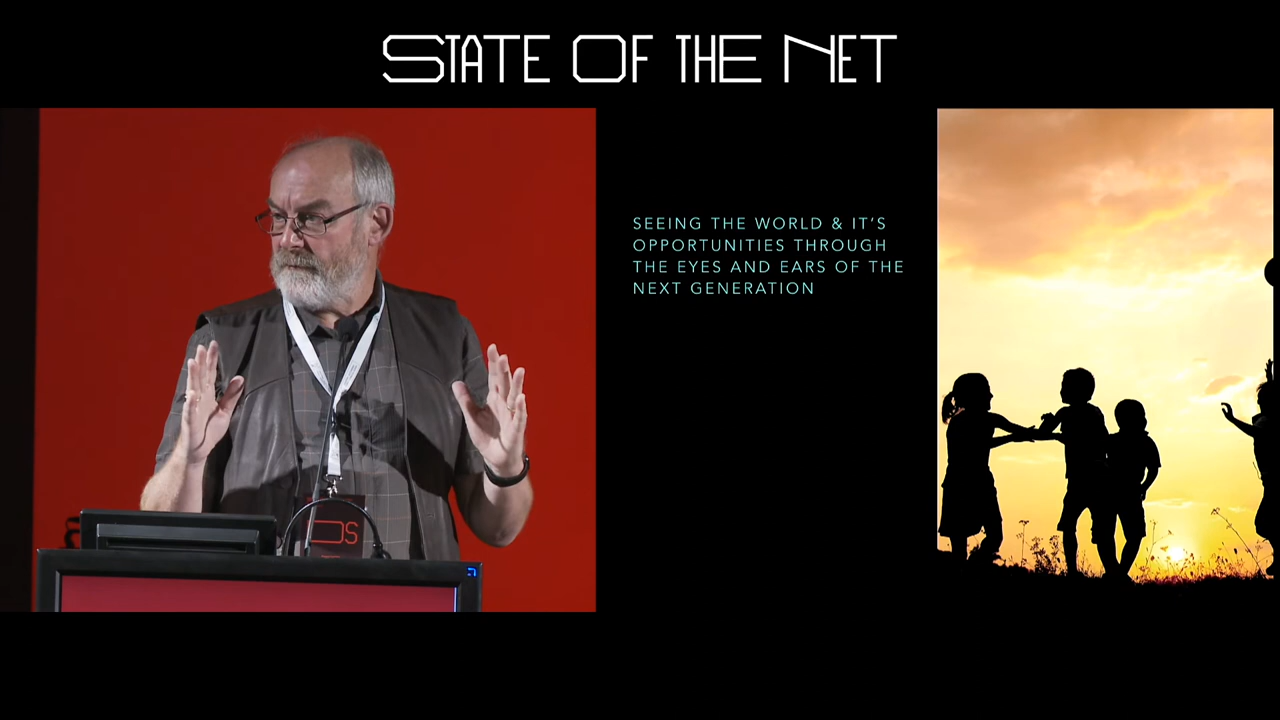 STATE OF THE NET
SEEING THE WORLD & IT'S
OPPORTUNITIES THROUGH
THE EYES AND EARS OF THE
NEXT GENERATION